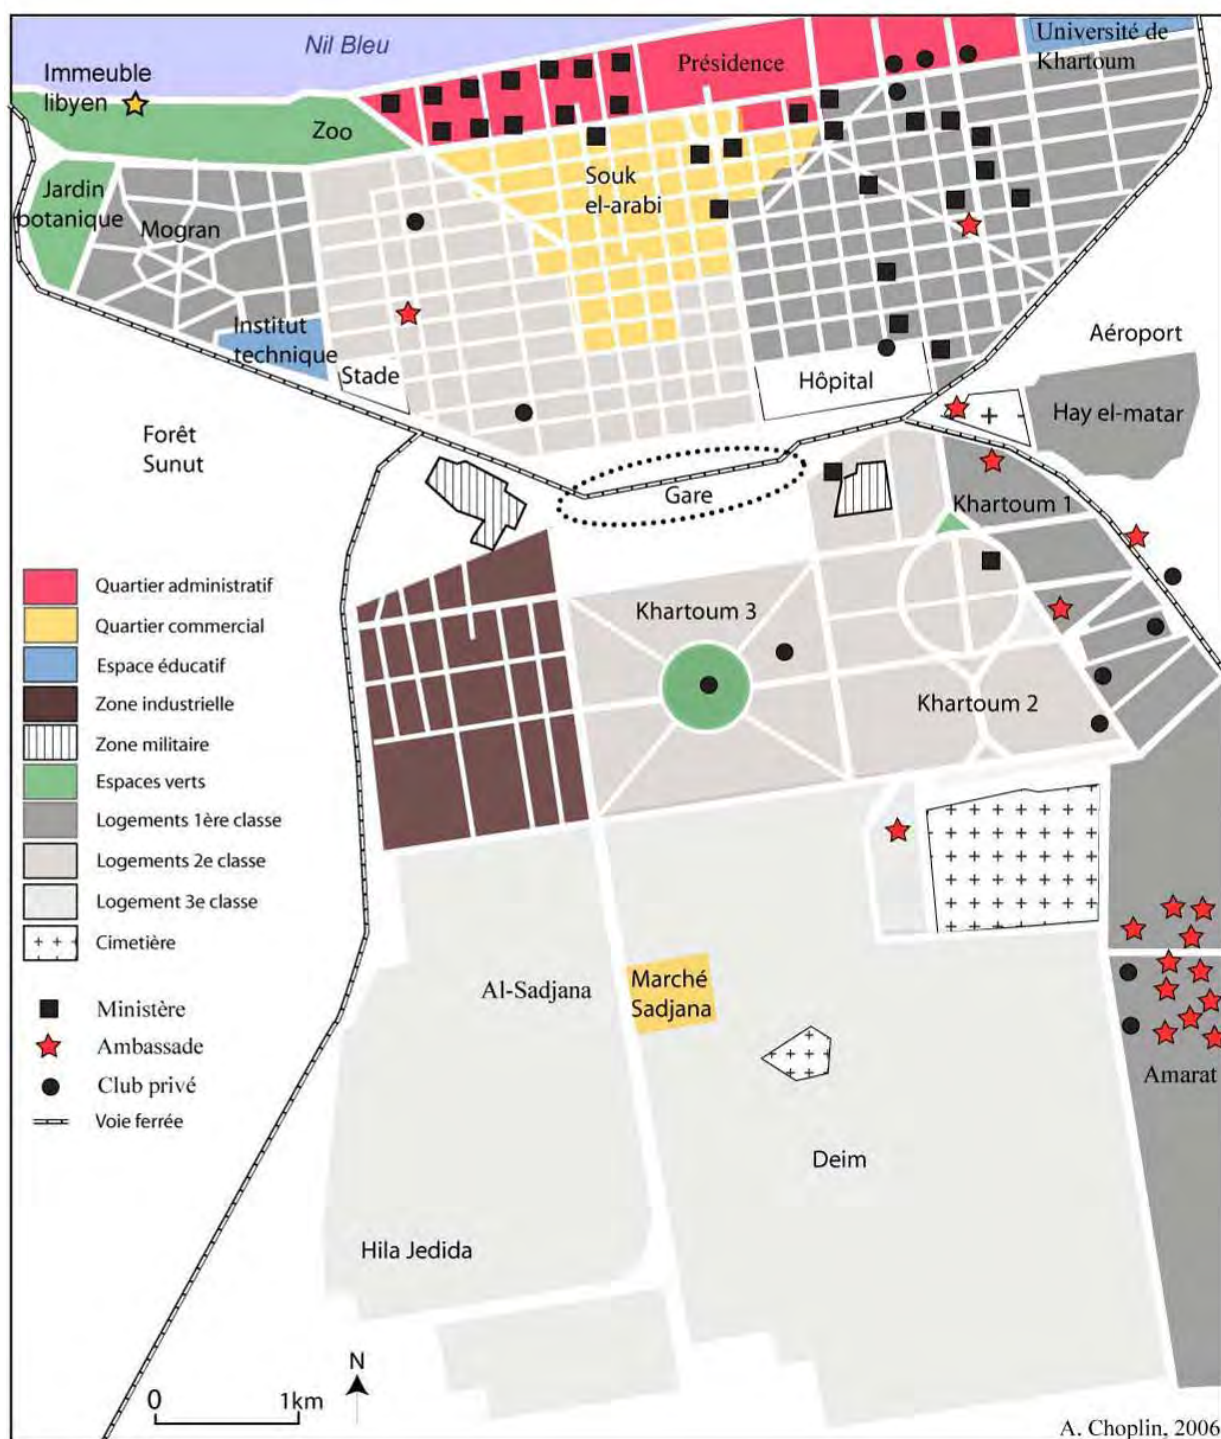 Nil Bleu
Université de
Khartoum
Immeuble
libyen
Présidence
Zoo
Souk
el-arabi
Jardin
botanique
Mogran
Institut
technique
Stade
Hôpital
Aéroport
Hay el-matar
Forêt
Sunut
Gare
Khartoum 1
Khartoum 3
Khartoum 2
Quartier administratif
Quartier commercial
Espace éducatif
Zone industrielle
Zone militaire
Espaces verts
Logements 1ère classe
Logements 2e classe
Logement 3e classe
Cimetière
Ministère
Ambassade
Club privé
Voie ferrée
Al-Sadjana
Marché
Sadjana
Amarat
Deim
Hila Jedida
N
0 1km
A. Choplin, 2006